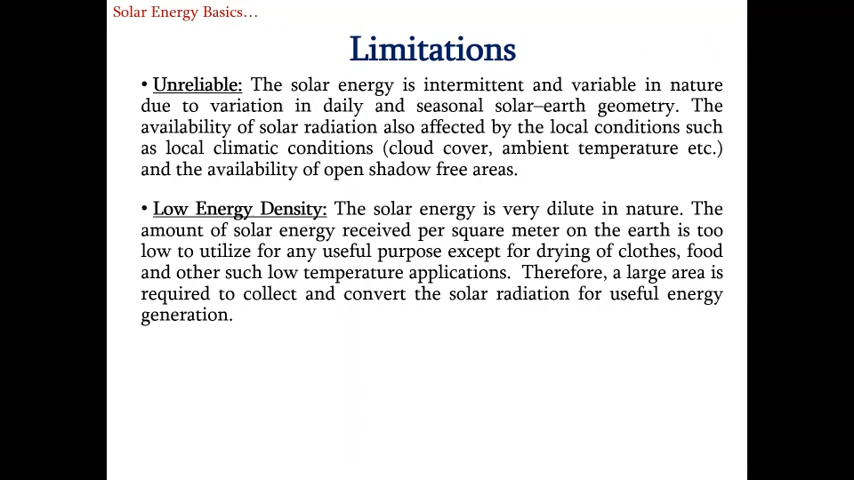 Solar Energy Basics…
Limitations
• Unreliable: The solar energy is intermittent and variable in nature
due to variation in daily and seasonal solar–earth geometry. The
availability of solar radiation also affected by the local conditions such
as local climatic conditions (cloud cover, ambient temperature etc.)
and the availability of open shadow free areas.
• Low Energy Density: The solar energy is very dilute in nature. The
amount of solar energy received per square meter on the earth is too
low to utilize for any useful purpose except for drying of clothes, food
and other such low temperature applications. Therefore, a large area is
required to collect and convert the solar radiation for useful energy
generation.